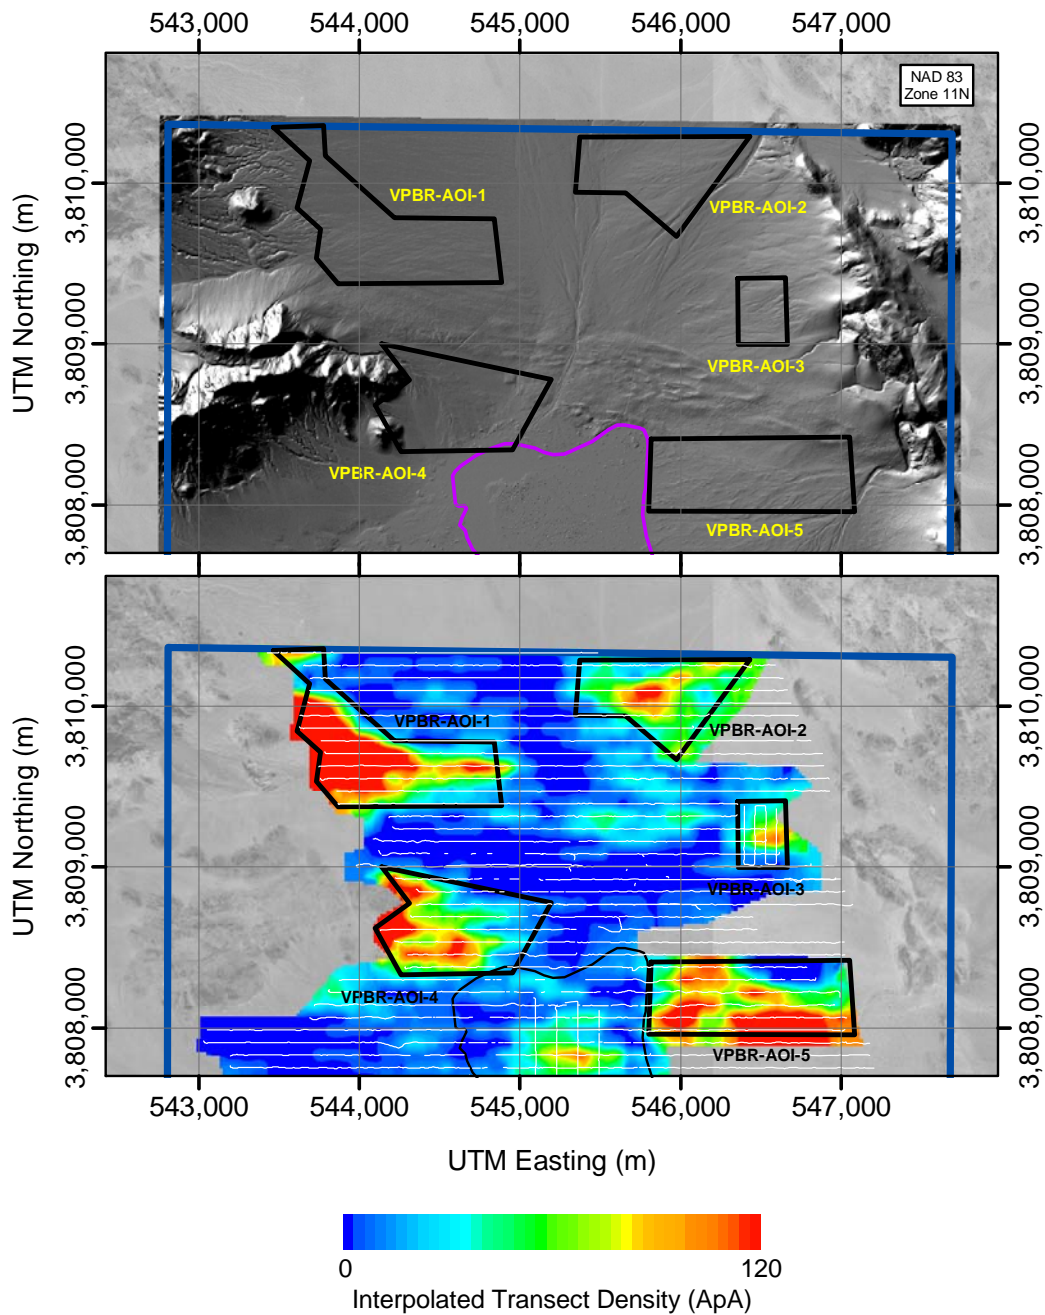 543,000 544,000 545,000 546,000 547,000
NAD 83
Zone 11N
UTM Northing (m)
3,810,000
3,809,000
3,808,000
3,810,000
3,809,000
3,808,000
VPBR-AOI-1
VPBR-AOI-2
VPBR-AOI-3
VPBR-AOI-4
VPBR-AOI-5
UTM Northing (m)
3,810,000
3,809,000
3,808,000
3,810,000
3,809,000
3,808,000
VPBR-AOI-1
VPBR-AOI-2
VPBR-AOI-3
VPBR-AOI-4
VPBR-AOI-5
543,000 544,000 545,000 546,000 547,000
UTM Easting (m)
0 120
Interpolated Transect Density (ApA)